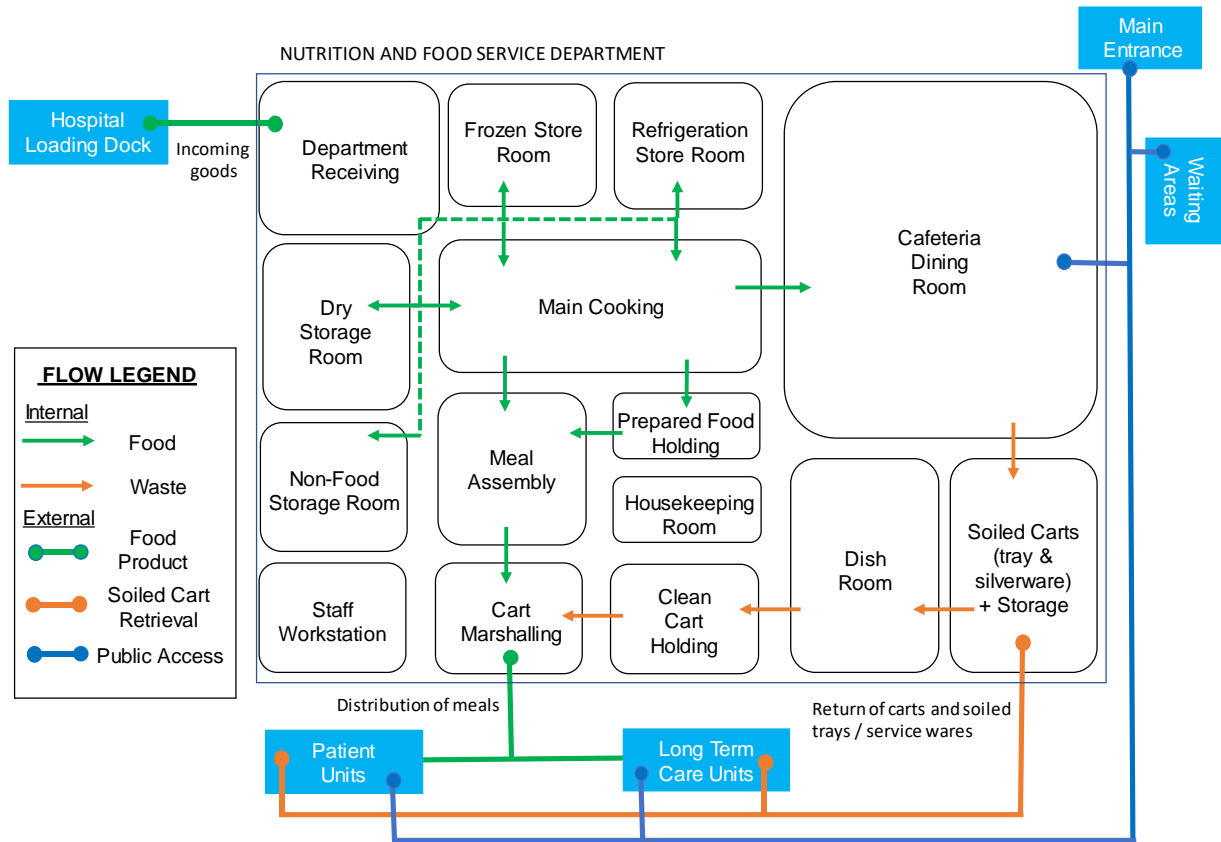 Main
Entrance
NUTRITION AND FOOD SERVICE DEPARTMENT
Hospital
Loading Dock
Incoming
goods
Department
Receiving
Frozen Store
Room
Refrigeration
Store Room
Waiting
Areas
Cafeteria
Dining
Room
Dry
Storage
Room
Main Cooking
FLOW LEGEND
Internal
Food
Waste
External
Food
Product
Soiled Cart
Retrieval
Public Access
Non-Food
Storage Room
Meal
Assembly
Prepared Food
Holding
Housekeeping
Room
Dish
Room
Soiled Carts
(tray &
silverware)
+ Storage
Staff
Workstation
Cart
Marshalling
Clean
Cart
Holding
Distribution of meals
Return of carts and soiled
trays / service wares
Patient
Units
Long Term
Care Units